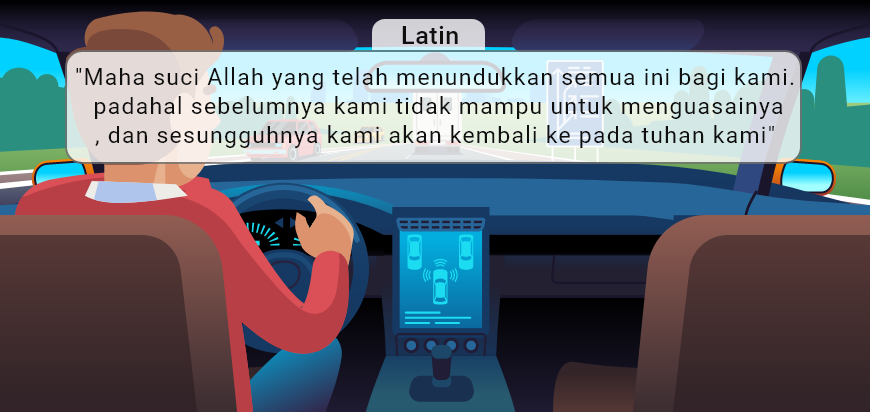 Latin
"Maha suci Allah yang telah menundukkan semua ini bagi kami.
padahal sebelumnya kami tidak mampu untuk menguasainya
, dan sesungguhnya kami akan kembali ke pada tuhan kami"